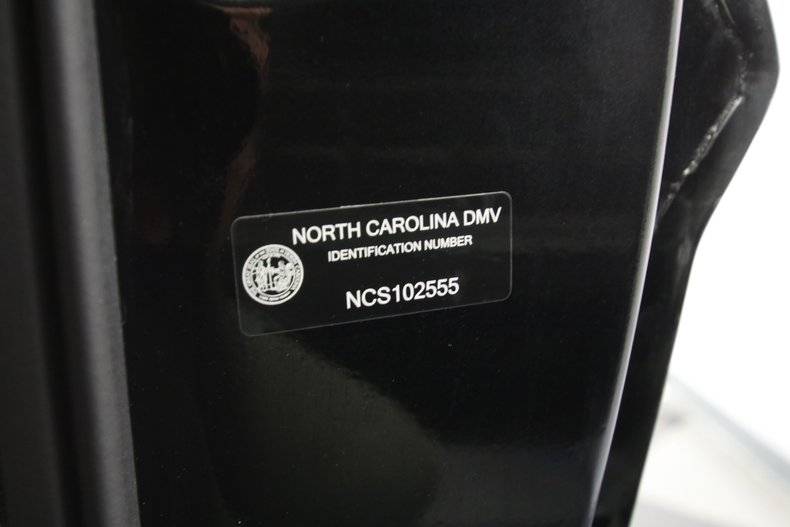 NORTH CAROLINA DMV
IDENTIFICATION NUMBER
NCS102555